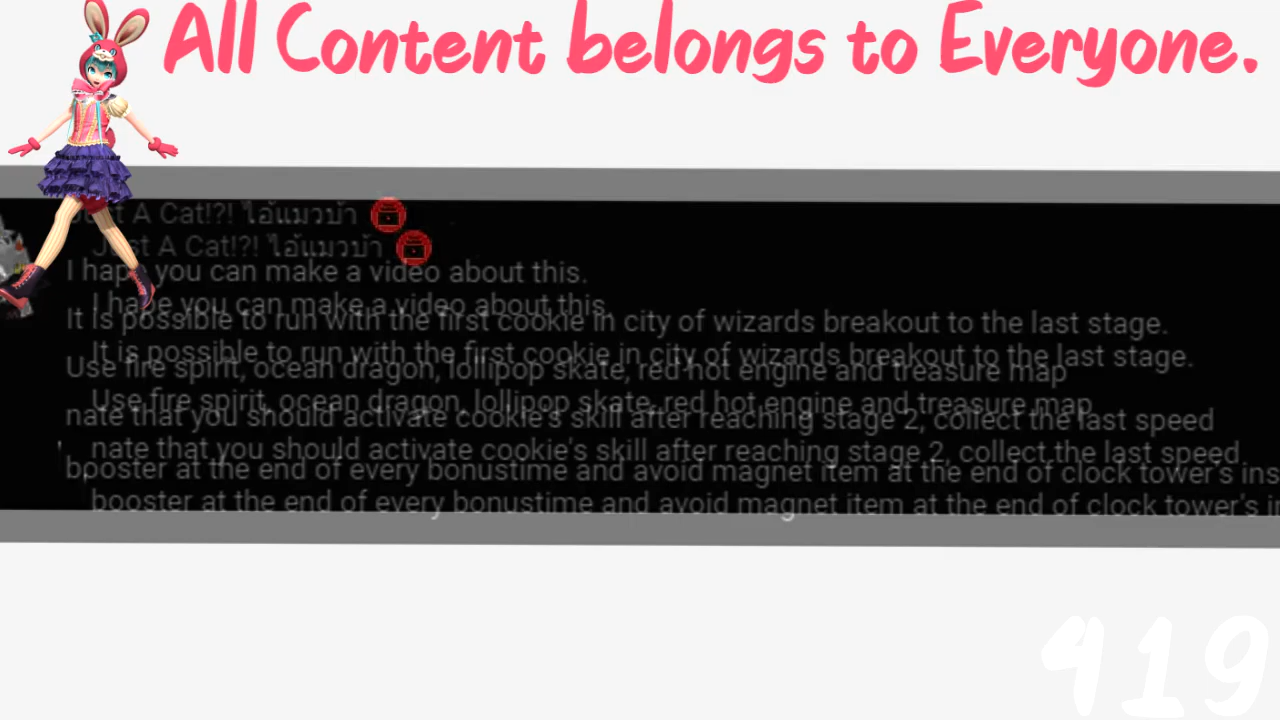 All Content belongs to Everyone.
Just A Cat!?! ไอ้แมวบ้า
Just A Cat!?! ไอ้แมวบ้า
I hape you can make a video about this.
I hape you can make a video about this.
It is possible to run with the first cookie in city of wizards breakout to the last stage.
It is possible to run with the first cookie in city of wizards breakout to the last stage.
Use fire spirit, ocean dragon, lollipop skate, red hot engine and treasure map
Use fire spirit, ocean dragon, lollipop skate, red hot engine and treasure map
nate that you should activate cookie's skill after reaching stage 2, collect the last speed
nate that you should activate cookie's skill after reaching stage 2, collect the last speed
booster at the end of every bonustime and avoid magnet item at the end of clock tower's ins
booster at the end of every bonustime and avoid magnet item at the end of clock tower's i
419